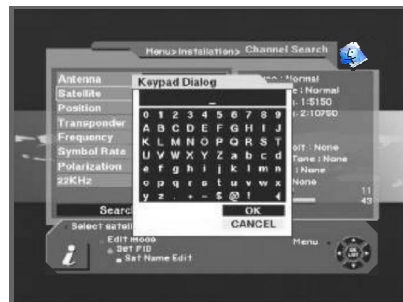 Menu>Installation> Channel Search
Antenna
Satellite
Position
Transponder
Frequency
Symbol Rate
Polarization
22KHz
Search
: Normal
: Normal
: 5150
2:10750
: None
Tone : None
: None
None
11
43
Keypad Dialog
_
0 1 2 3 4 5 6 7 8 9
A B C D E F G H I J
K L M N O P Q R S T
U V W X Y Z a b c d
e f g h i j k l m n
o p q r s t u v w x
y z . + - $ @ !
OK
CANCEL
Select
Edit Mode
Set PID
Sat Name Edit
Menu
i